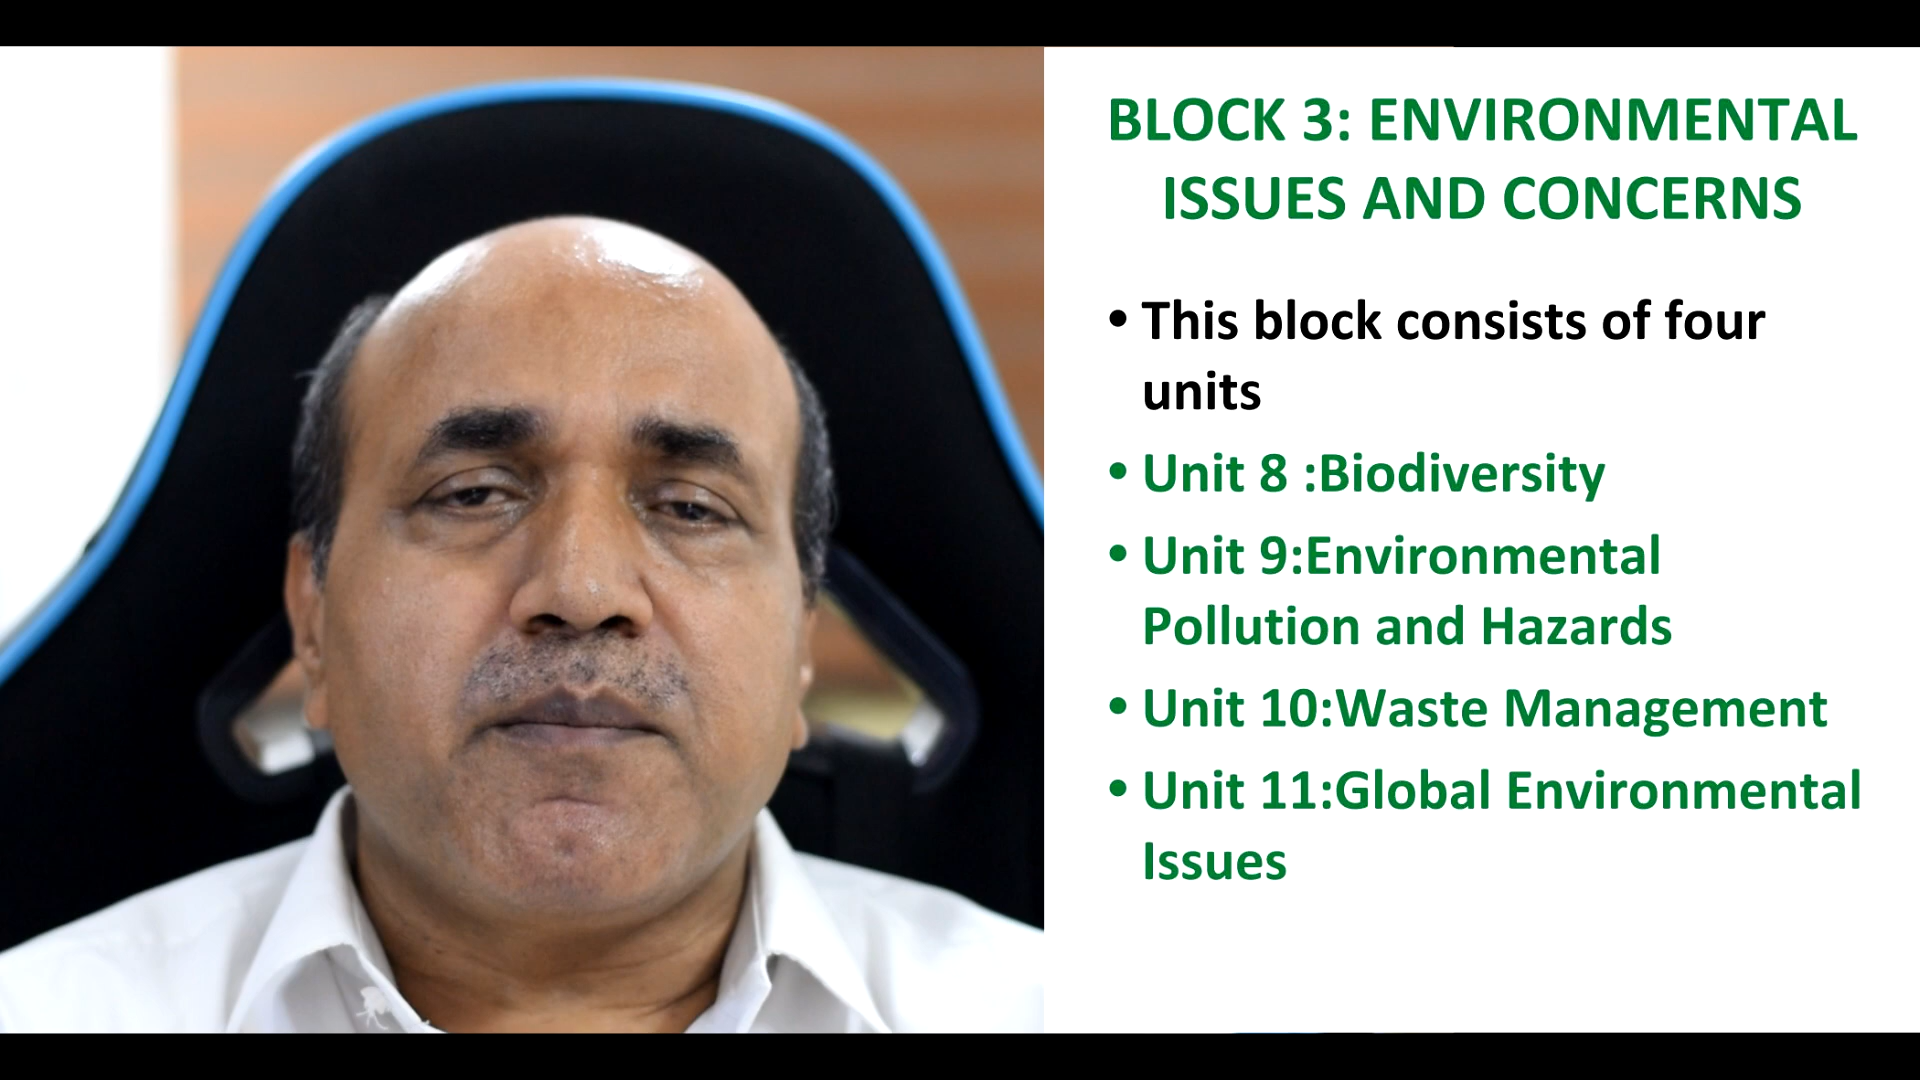 BLOCK 3: ENVIRONMENTAL
ISSUES AND CONCERNS
• This block consists of four
units
• Unit 8 :Biodiversity
• Unit 9:Environmental
Pollution and Hazards
• Unit 10:Waste Management
• Unit 11:Global Environmental
Issues